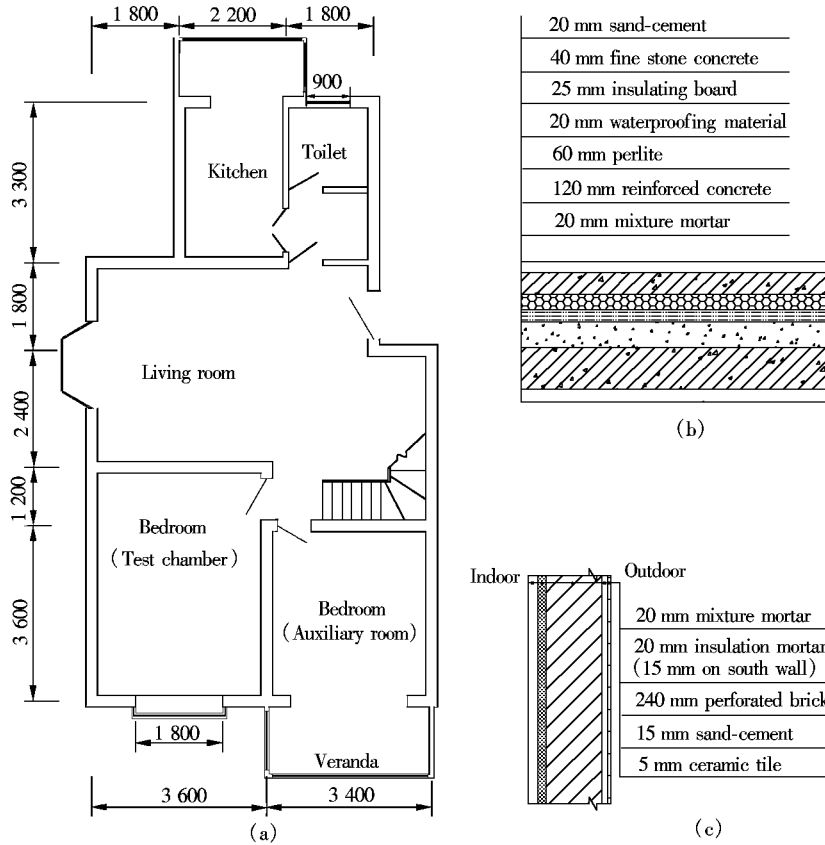 1 800
2 200
1 800
900
3 300
Kitchen
Toilet
1 800
Living room
2 400
1 200
Bedroom
(Test chamber)
Bedroom
(Auxiliary room)
3 600
1 800
Veranda
3 600
3 400
(a)
20 mm sand-cement
40 mm fine stone concrete
25 mm insulating board
20 mm waterproofing material
60 mm perlite
120 mm reinforced concrete
20 mm mixture mortar
(b)
Indoor
Outdoor
20 mm mixture mortar
20 mm insulation mortar
(15 mm on south wall)
240 mm perforated brick
15 mm sand-cement
5 mm ceramic tile
(c)